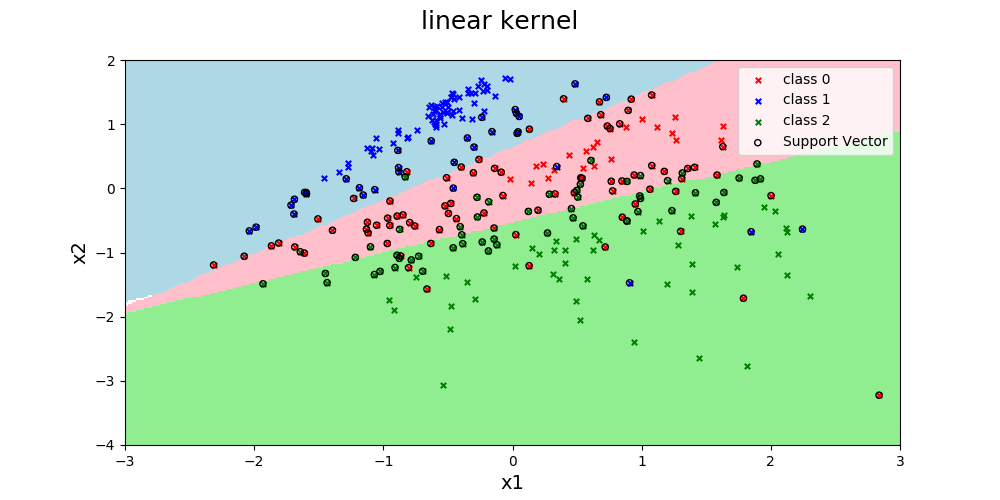 linear kernel
class 0
class 1
class 2
Support Vector
2
1
0
−1
−2
−3
−4
x2
−3 −2 −1 0 1 2 3
x1